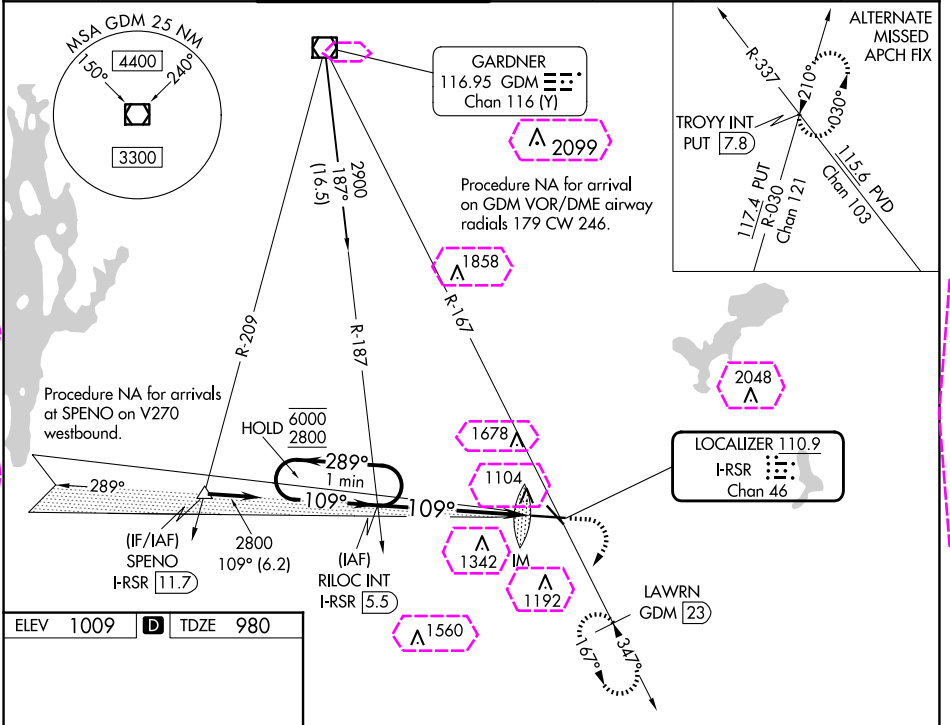 MSA GDM 25 NM
150°
240°
4400
3300
GARDNER
116.95 GDM
Chan 116 (Y)
2099
Procedure NA for arrival
on GDM VOR/DME airway
radials 179 CW 246.
ALTERNATE
MISSED
APCH FIX
R-337
210°
030°
TROYY INT
PUT 7.8
117.4 PUT
R-030
Chan 121
115.6 PVD
Chan 103
2900
187°
(16.5)
1858
R-209
R-187
R-167
2048
Procedure NA for arrivals
at SPENO on V270
westbound.
HOLD 6000
2800
289°
1 min
109°
1678
1104
LOCALIZER 110.9
I-RSR
Chan 46
289°
109°
(IF/IAF)
SPENO
I-RSR 11.7
2800
109° (6.2)
(IAF)
RILOC INT
I-RSR 5.5
1342
IM
1192
LAWRN
GDM 23
1560
167°
347°
ELEV 1009 D TDZE 980